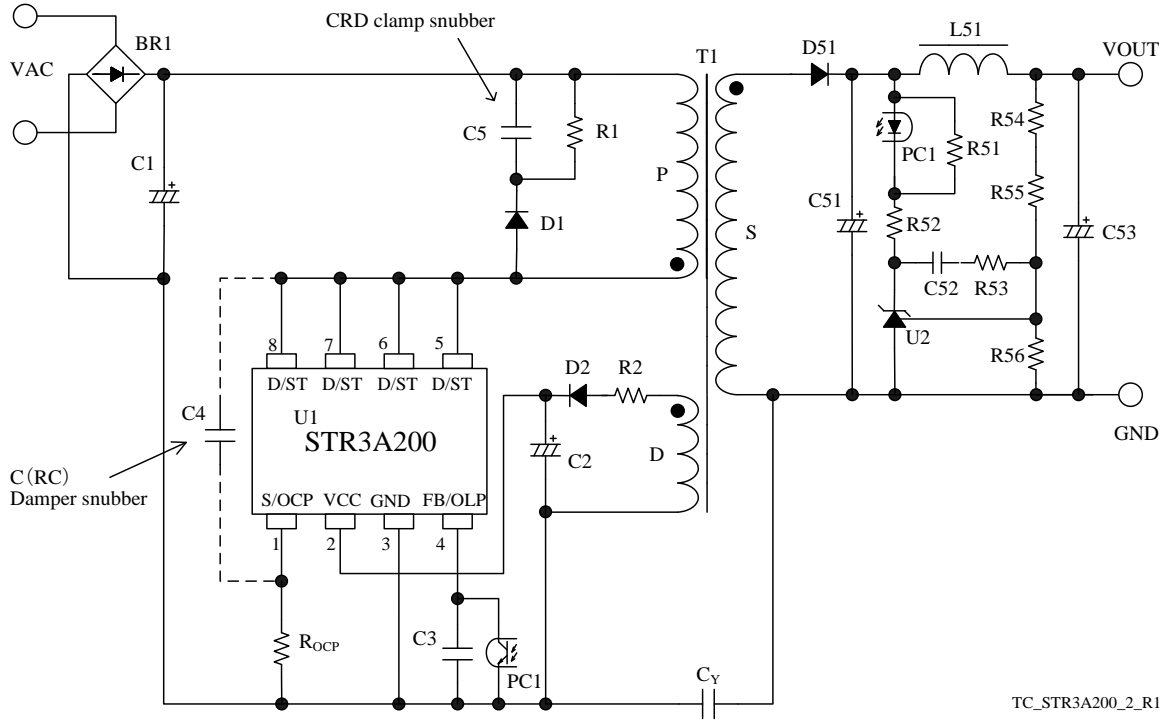 CRD clamp snubber
VAC
BR1
C1
C5
R1
D1
P
T1
S
D51
L51
VOUT
PC1
R51
R54
R55
C51
R52
C53
C52
R53
U2
R56
GND
8
7
6
5
D/ST
D/ST
D/ST
D/ST
C4
U1
STR3A200
D2
R2
C2
D
C(RC)
Damper snubber
S/OCP
VCC
GND
FB/OLP
1
2
3
4
ROCP
C3
PC1
CY
TC_STR3A200_2_R1